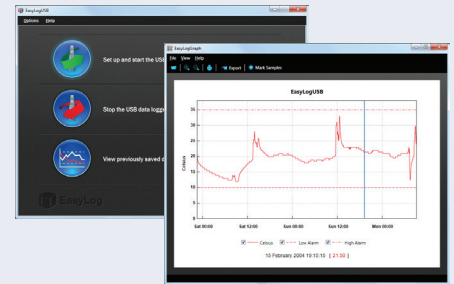 EasyLogUSB
Options Help
Set up and start the USB
Stop the USB data logge
View previously saved d
EasyLog
EasyLogGraph
File View Help
Export Mark Samples
EasyLogUSB
35
30
25
20
15
10
5
0
Celsius
Sat 00:00 Sat 12:00 Sun 00:00 Sun 12:00 Mon 00:00
Celsius Low Alarm High Alarm
15 February 2004 19:10:10 [ 21.50 ]